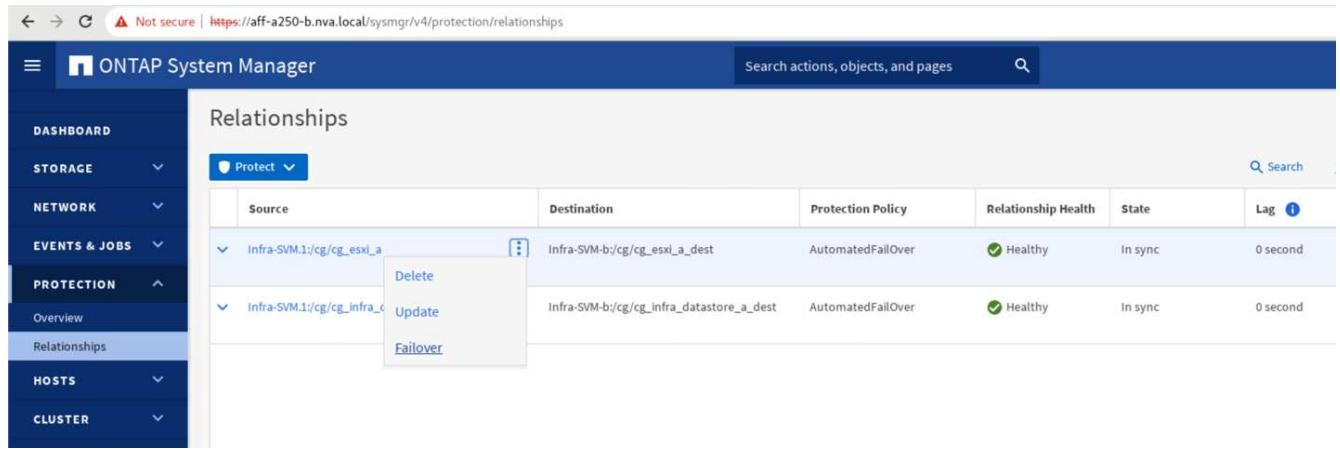 Not secure | https://aff-a250-b.nva.local/sysmgr/v4/protection/relationships
ONTAP System Manager
Search actions, objects, and pages
DASHBOARD
STORAGE
NETWORK
EVENTS & JOBS
PROTECTION
Overview
Relationships
HOSTS
CLUSTER
Relationships
Protect
Search
Source Destination Protection Policy Relationship Health State Lag
Infra-SVM.1:/cg/cg_esxi_a Infra-SVM-b:/cg/cg_esxi_a_dest AutomatedFailOver Healthy In sync 0 second
Delete
Update
Failover
Infra-SVM.1:/cg/cg_infra_ Infra-SVM-b:/cg/cg_infra_datastore_a_dest AutomatedFailOver Healthy In sync 0 second